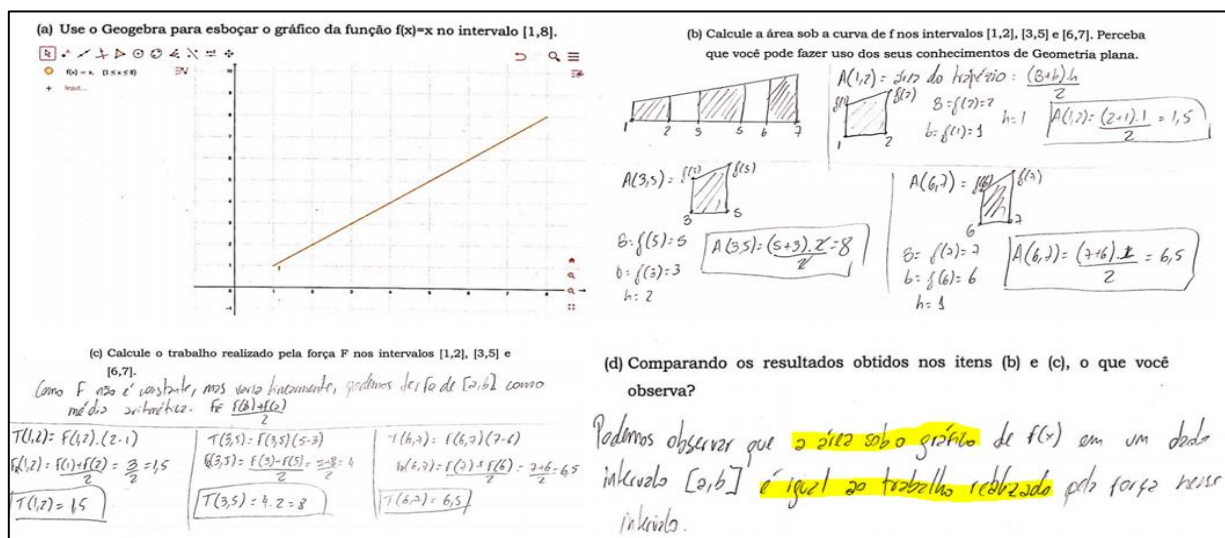 (a) Use o Geogebra para esboçar o gráfico da função f(x)=x no intervalo [1,8].
f(x) = x, (1 ≤ x ≤ 8)
Input...
(b) Calcule a área sob a curva de f nos intervalos [1,2], [3,5] e [6,7]. Perceba
que você pode fazer uso dos seus conhecimentos de Geometria plana.
1 2 3 5 6 7
A(1,2) = área do trapézio: (B+b).h/2
f(1) f(2)
1 2
B=f(2)=2
b=f(1)=1
h=1
A(1,2)=(2+1).1/2 = 1,5
A(3,5)= f(3) f(5)
3 5
B=f(5)=5
b=f(3)=3
h=2
A(3,5)=(5+3).2/2=8
A(6,7)= f(6) f(7)
6 7
B=f(7)=7
b=f(6)=6
h=1
A(6,7)=(7+6).1/2 = 6,5
(c) Calcule o trabalho realizado pela força F nos intervalos [1,2], [3,5] e
[6,7].
Como F não é constante, mas varia linearmente, podemos de [a,b] como
média aritmética.
T(1,2)=F(1,2).(2-1)
(1,2)=F(1)+F(2)/2 = 3/2 = 1,5
T(1,2)=1,5
T(3,5)=F(3,5)(5-3)
T(3,5)=4.2=8
T(6,7)=F(6,7)(7-6)
(6,7)=F(7)+F(6)/2 = 7+6/2 = 6,5
T(6,7)=6,5
(d) Comparando os resultados obtidos nos itens (b) e (c), o que você
observa?
Podemos observar que a área sob o gráfico de f(x) em um dado
intervalo [a,b] é igual ao trabalho realizado pela força nesse
intervalo.